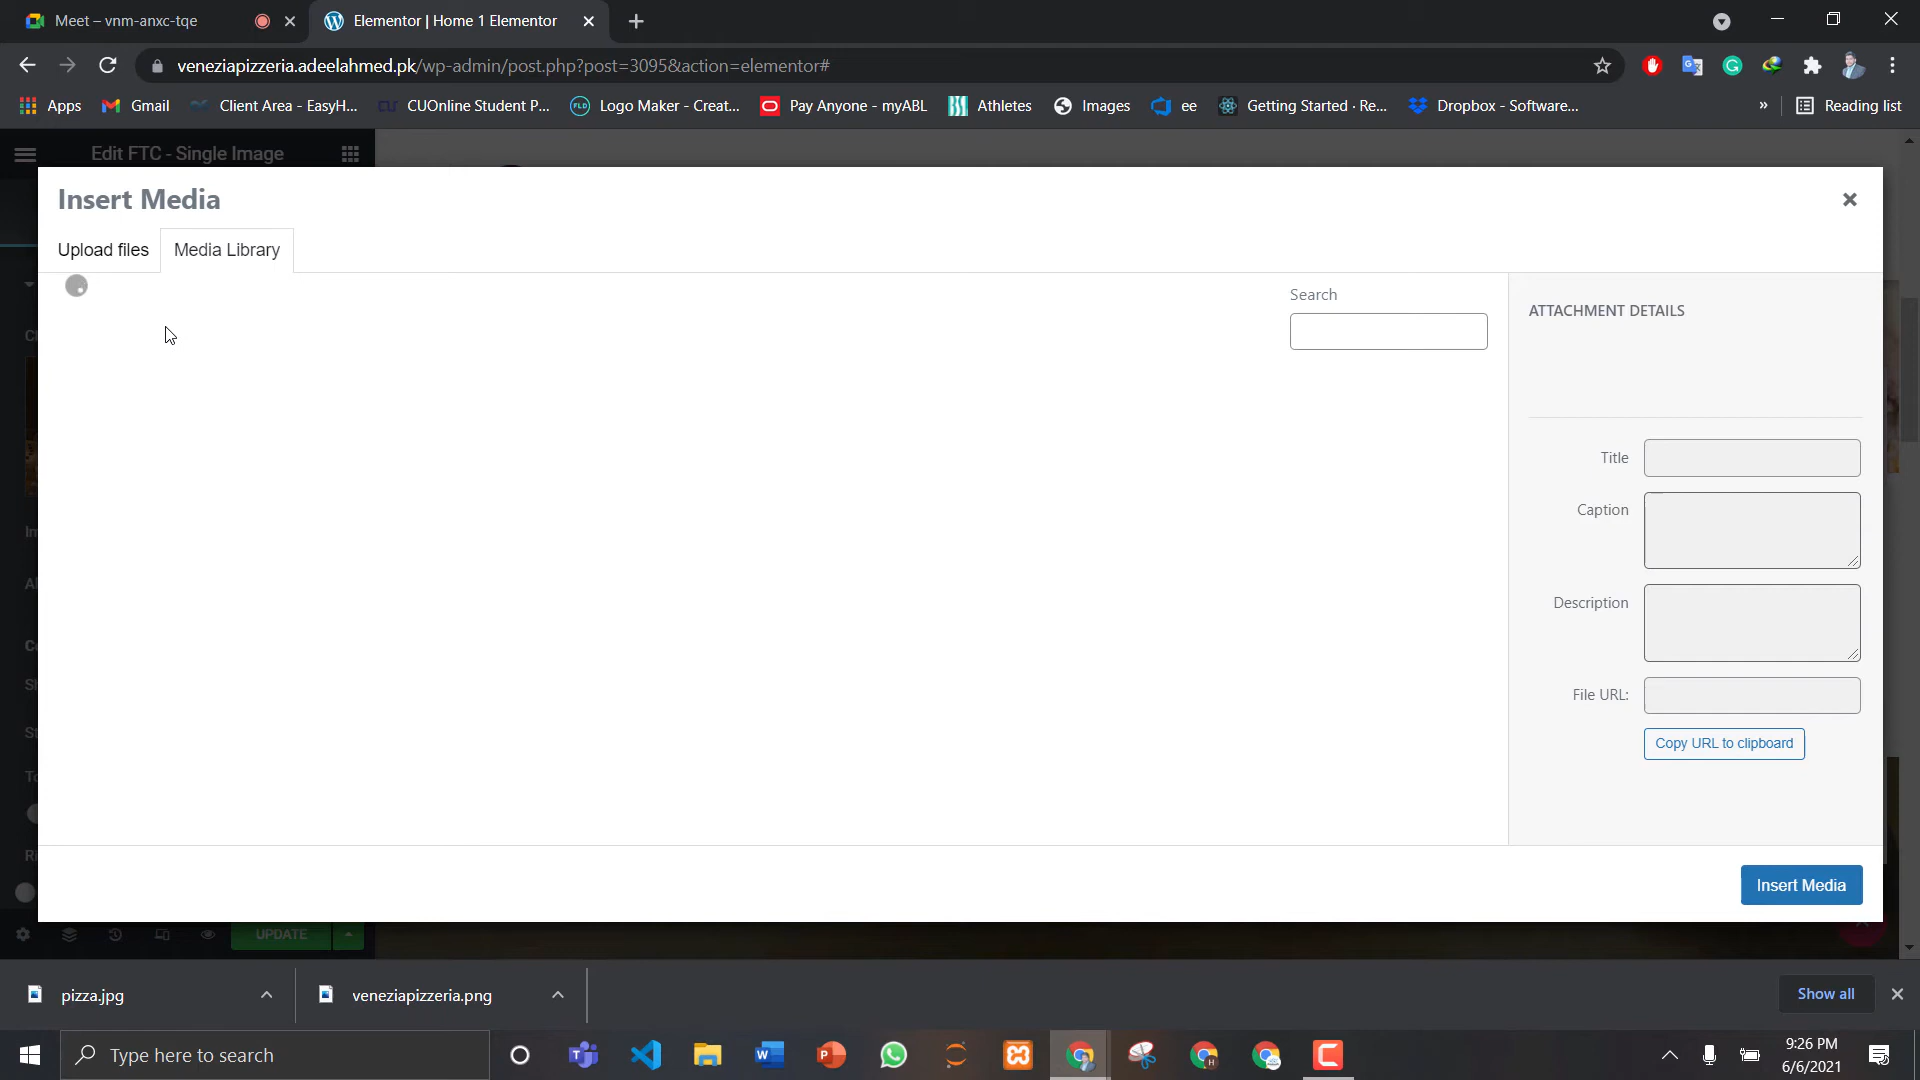 Meet – vnm-anxc-tqe
Elementor | Home 1 Elementor
veneziapizzeria.adeelahmed.pk/wp-admin/post.php?post=3095&action=elementor#
Apps
Gmail
Client Area - EasyH...
CUOnline Student P...
Logo Maker - Creat...
Pay Anyone - myABL
Athletes
Images
ee
Getting Started · Re...
Dropbox - Software...
»
Reading list
Edit FTC - Single Image
Insert Media
Upload files
Media Library
Search
ATTACHMENT DETAILS
Title
Caption
Description
File URL:
Copy URL to clipboard
Insert Media
UPDATE
pizza.jpg
veneziapizzeria.png
Show all
Type here to search
9:26 PM
6/6/2021